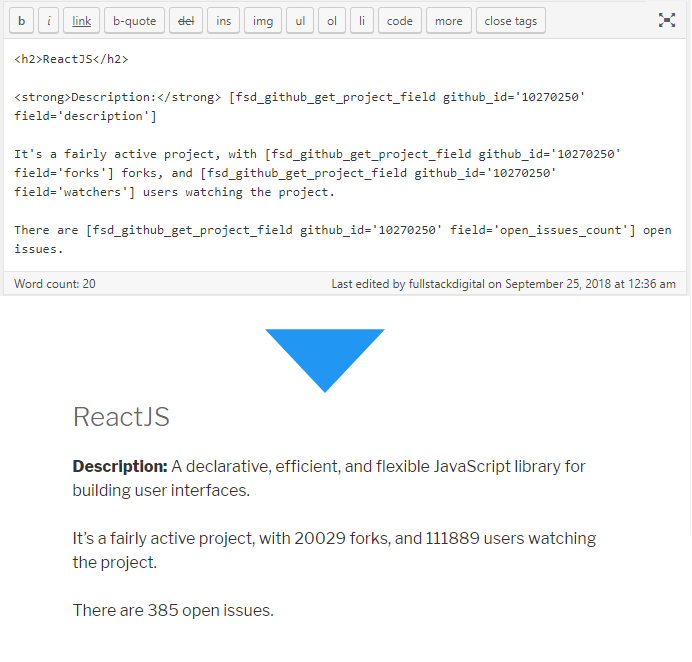 b i link b-quote del ins img ul ol li code more close tags
<h2>ReactJS</h2>
<strong>Description:</strong> [fsd_github_get_project_field github_id='10270250'
field='description']
It's a fairly active project, with [fsd_github_get_project_field github_id='10270250'
field='forks'] forks, and [fsd_github_get_project_field github_id='10270250'
field='watchers'] users watching the project.
There are [fsd_github_get_project_field github_id='10270250' field='open_issues_count'] open
issues.
Word count: 20 Last edited by fullstackdigital on September 25, 2018 at 12:36 am
ReactJS
Description: A declarative, efficient, and flexible JavaScript library for
building user interfaces.
It’s a fairly active project, with 20029 forks, and 111889 users watching
the project.
There are 385 open issues.